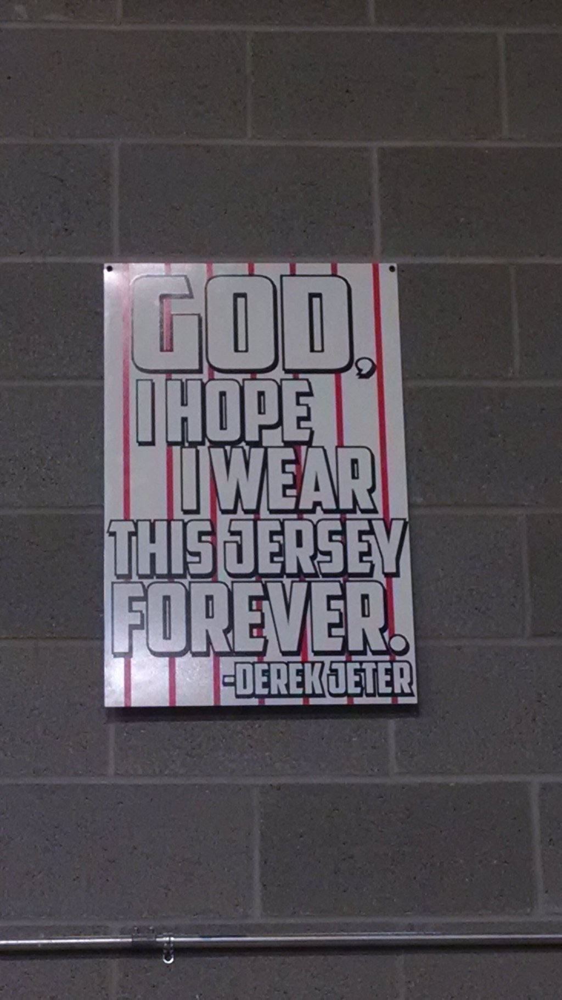 GOD,
I HOPE
I WEAR
THIS JERSEY
FOREVER.
-DEREK JETER